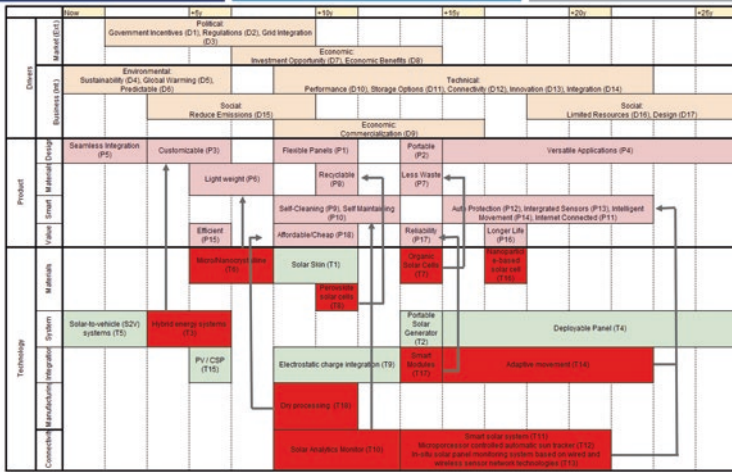 Now
+5y
+10y
+15y
+20y
+25y
Drivers
Market (Ext.)
Political:
Government Incentives (D1), Regulations (D2), Grid Integration
(D3)
Economic:
Investment Opportunity (D7), Economic Benefits (D8)
Business (Int.)
Environmental:
Sustainability (D4), Global Warming (D5),
Predictable (D6)
Technical:
Performance (D10), Storage Options (D11), Connectivity (D12), Innovation (D13), Integration (D14)
Social:
Reduce Emissions (D15)
Social:
Limited Resources (D16), Design (D17)
Economic:
Commercialization (D9)
Product
Design
Seamless Integration
(P5)
Customizable (P3)
Flexible Panels (P1)
Portable
(P2)
Versatile Applications (P4)
Materials
Light weight (P6)
Recyclable
(P8)
Less Waste
(P7)
Smart
Self-Cleaning (P9), Self Maintaining
(P10)
Auto Protection (P12), Intergrated Sensors (P13), Intelligent
Movement (P14), Internet Connected (P11)
Value
Efficient
(P15)
Affordable/Cheap (P18)
Reliability
(P17)
Longer Life
(P16)
Technology
Materials
Micro/Nanocrystalline
Solar Skin (T1)
Organic
Solar Cells
(T7)
Nanoparticl
e-based
solar cell
Perovskite
solar cells
System
Solar-to-vehicle (S2V)
systems (T5)
Hybrid energy systems
(T3)
Portable
Solar
Generator
(T2)
Deployable Panel (T4)
Integration
PV / CSP
(T15)
Electrostatic charge integration (T9)
Smart
Modules
(T17)
Adaptive movement (T14)
Manufacturing
Dry processing
Connectivity
Solar Analytics Monitor (T10)
Smart solar system (T11)
Microprocessor controlled automatic sun tracker (T12)
In-situ solar panel monitoring system based on wired and
wireless sensor network technologies (T13)